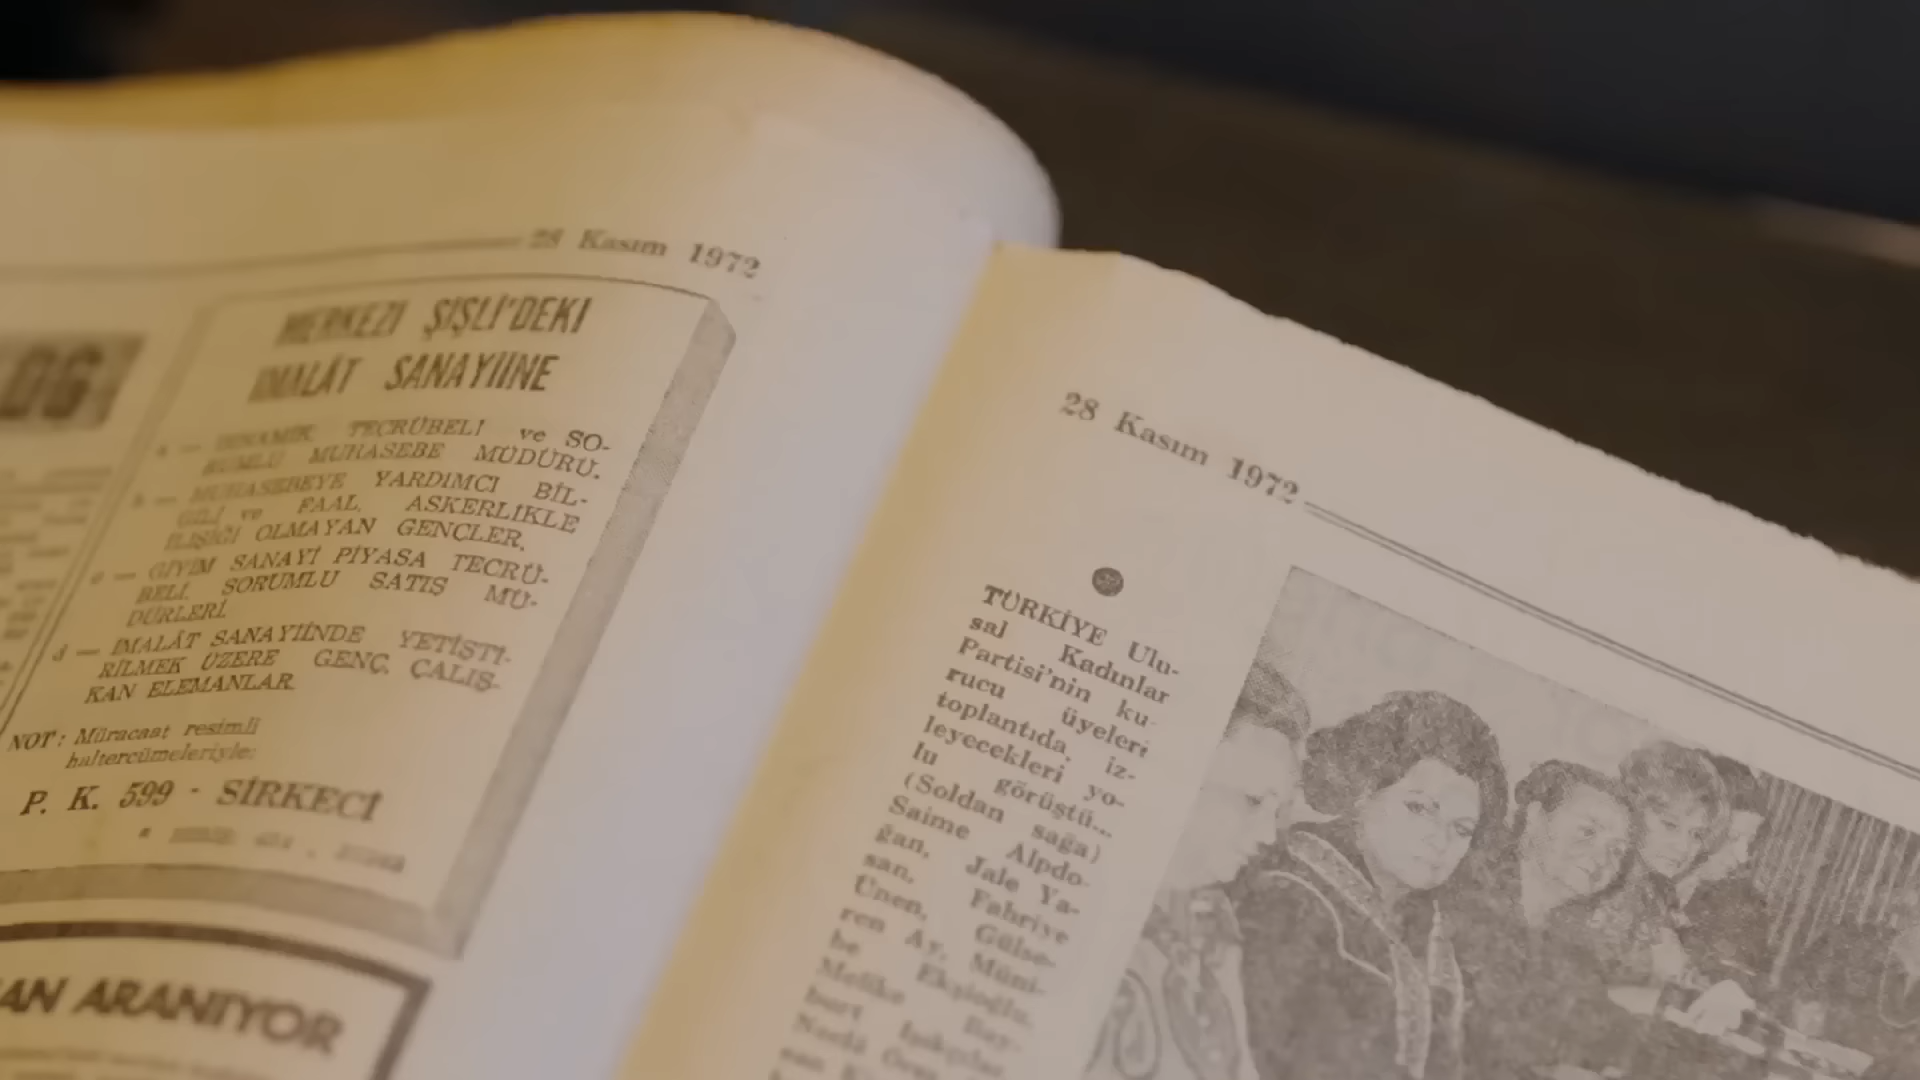 28 Kasım 1972
MERKEZİ ŞİŞLİ'DEKİ
İMALÂT SANAYİİNE
a — DİNAMİK TECRÜBELİ ve SO-
RUMLU MUHASEBE MÜDÜRÜ.
b — MUHASEBEYE YARDIMCI BİL-
GİLİ ve FAAL, ASKERLİKLE
İLİŞİĞİ OLMAYAN GENÇLER,
c — GİYİM SANAYİ PİYASA TECRÜ-
BELİ, SORUMLU SATIŞ MÜ-
DÜRLERİ.
d — İMALÂT SANAYİİNDE YETİŞTİ-
RİLMEK ÜZERE GENÇ, ÇALIŞ-
KAN ELEMANLAR.
NOT: Müracaat resimli
haltercümeleriyle:
P. K. 599 - SİRKECİ
ARANIYOR
28 Kasım 1972
TÜRKİYE Ulu-
sal Kadınlar
Partisi'nin ku-
rucu üyeleri
toplantıda, iz-
leyecekleri yo-
lu görüştü...
(Soldan sağa)
Saime Alpdo-
ğan, Jale Ya-
san, Fahriye
Ünen, Gülse-
ren Ay, Müni-
be Ekşioğlu,
Melike Bay-